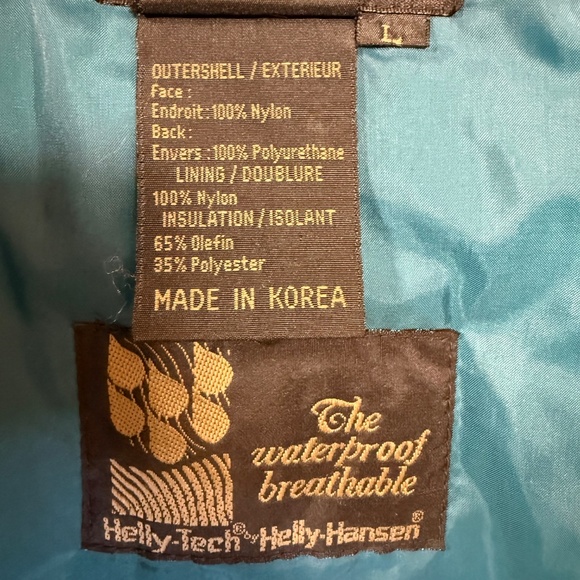 L
OUTERSHELL / EXTERIEUR
Face :
Endroit : 100% Nylon
Back :
Envers : 100% Polyurethane
LINING / DOUBLURE
100% Nylon
INSULATION / ISOLANT
65% Olefin
35% Polyester
MADE IN KOREA
The
waterproof
breathable
Helly-Tech® by Helly-Hansen®